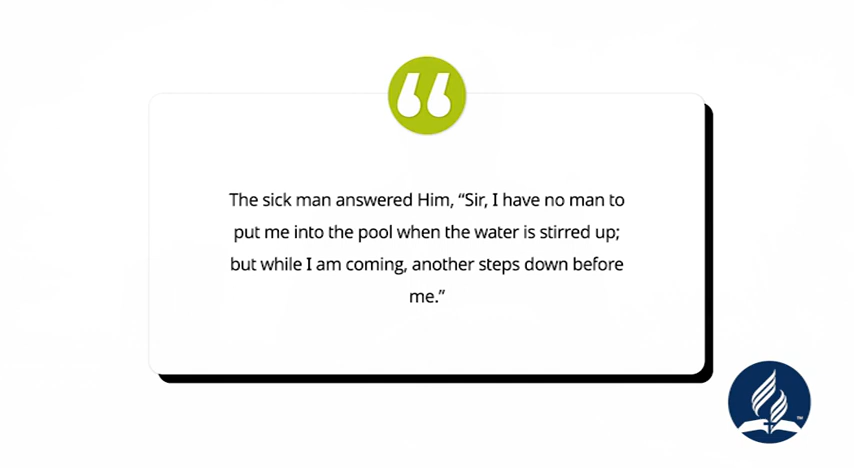 The sick man answered Him, “Sir, I have no man to
put me into the pool when the water is stirred up;
but while I am coming, another steps down before
me.”
TM